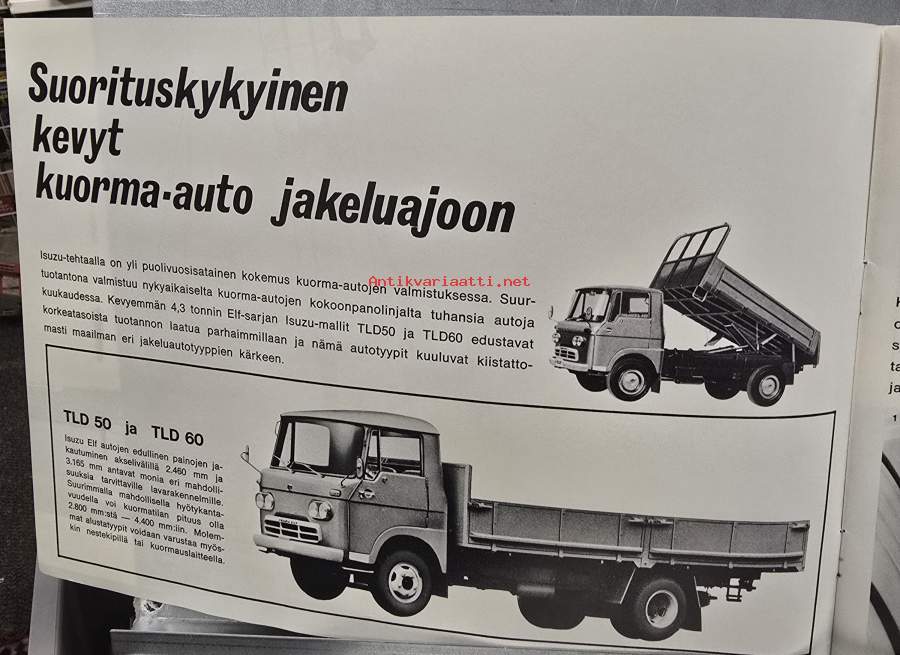 Suorituskykyinen
kevyt
kuorma-auto jakeluajoon
Isuzu-tehtaalla on yli puolivuosisatainen kokemus kuorma-autojen valmistuksessa. Suur-
tuotantona valmistuu nykyaikaiselta kuorma-autojen kokoonpanolinjalta tuhansia autoja
kuukaudessa. Kevyemmän 4,3 tonnin Elf-sarjan Isuzu-mallit TLD50 ja TLD60 edustavat
korkeatasoista tuotannon laatua parhaimmillaan ja nämä autotyypit kuuluvat kiistatto-
masti maailman eri jakeluautotyyppien kärkeen.
Antikvariaatti.net
TLD 50 ja TLD 60
Isuzu Elf autojen edullinen painojen ja-
kautuminen akselivälillä 2.460 mm ja
3.165 mm antavat monia eri mahdolli-
suuksia tarvittaville lavarakennelmille.
Suurimmalla mahdollisella hyötykanta-
vuudella voi kuormatilan pituus olla
2.800 mm:stä — 4.400 mm:iin. Molem-
mat alustatyypit voidaan varustaa myös-
kin nestekipillä tai kuormauslaitteella.